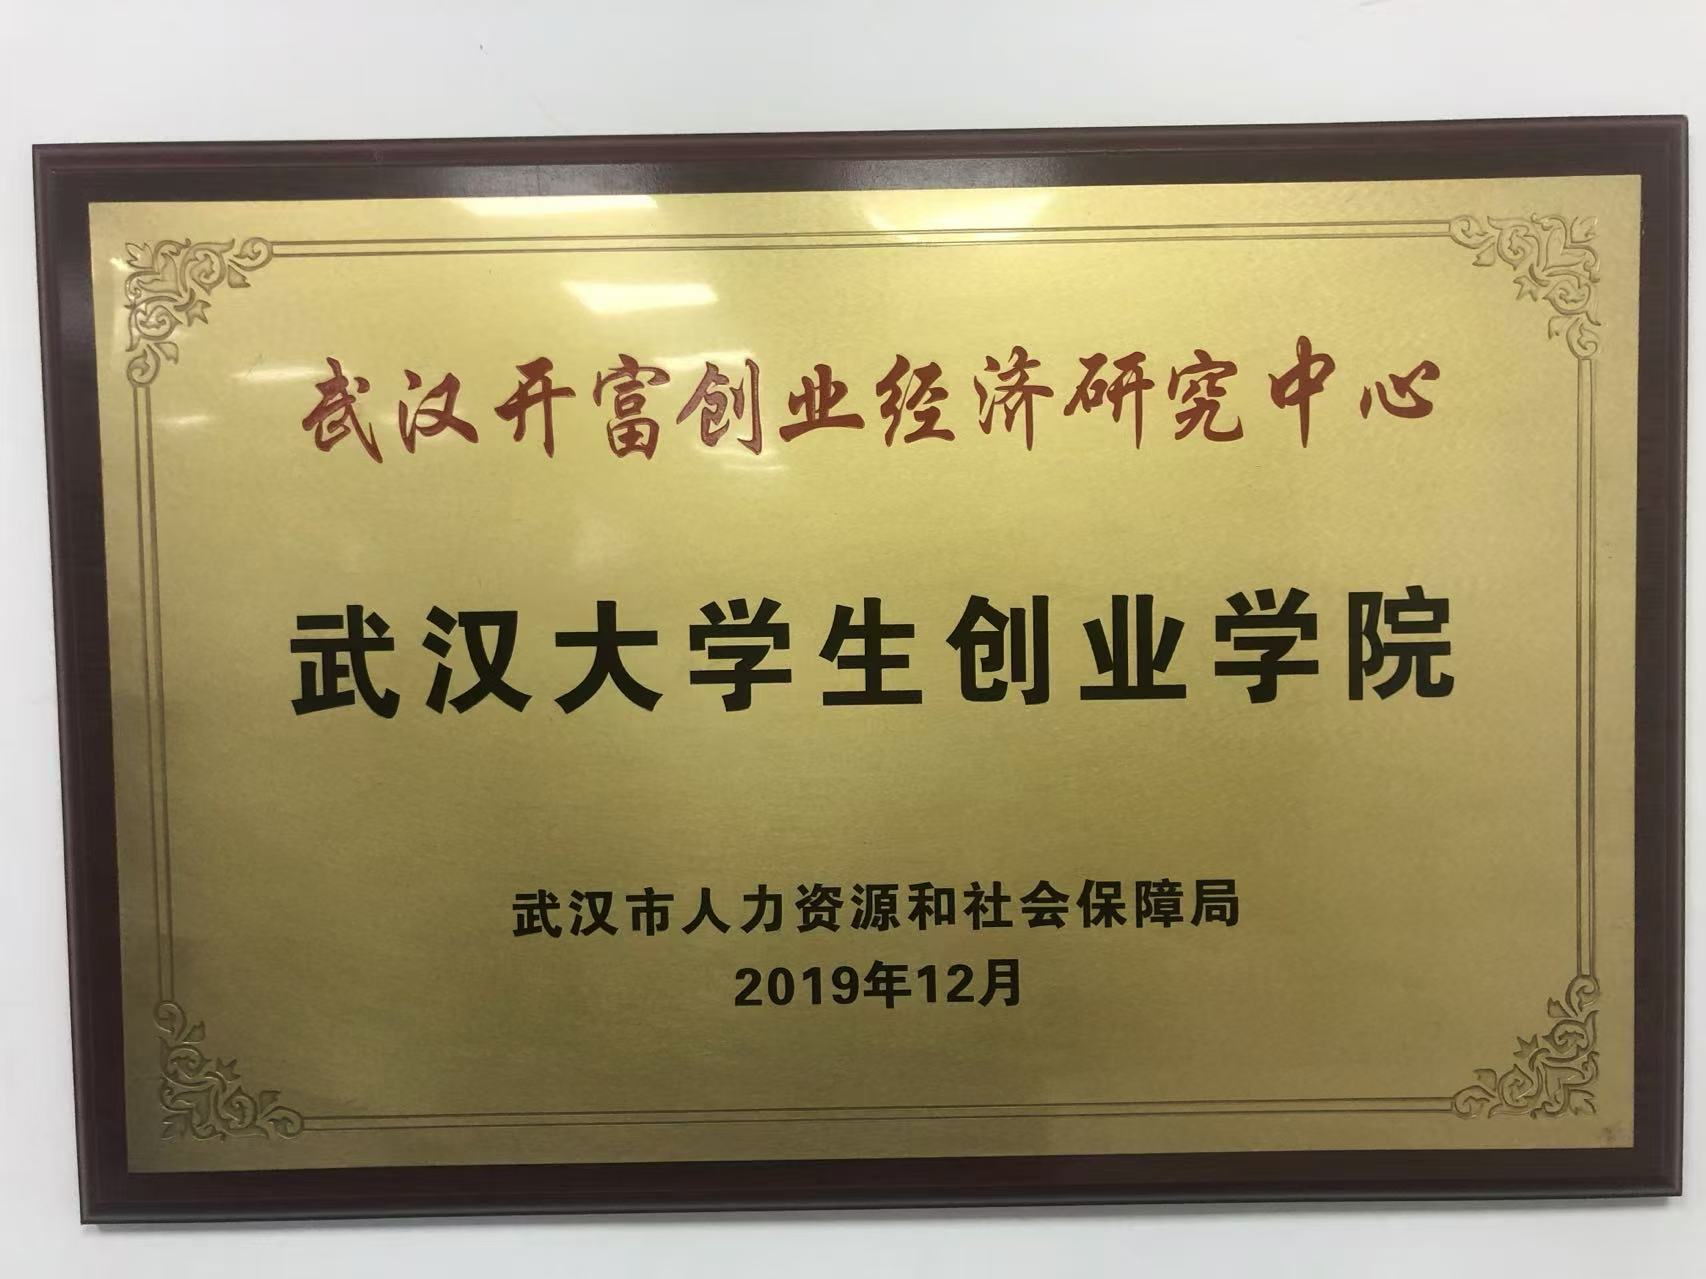 武汉开富创业经济研究中心
武汉大学生创业学院
武汉市人力资源和社会保障局
2019年12月